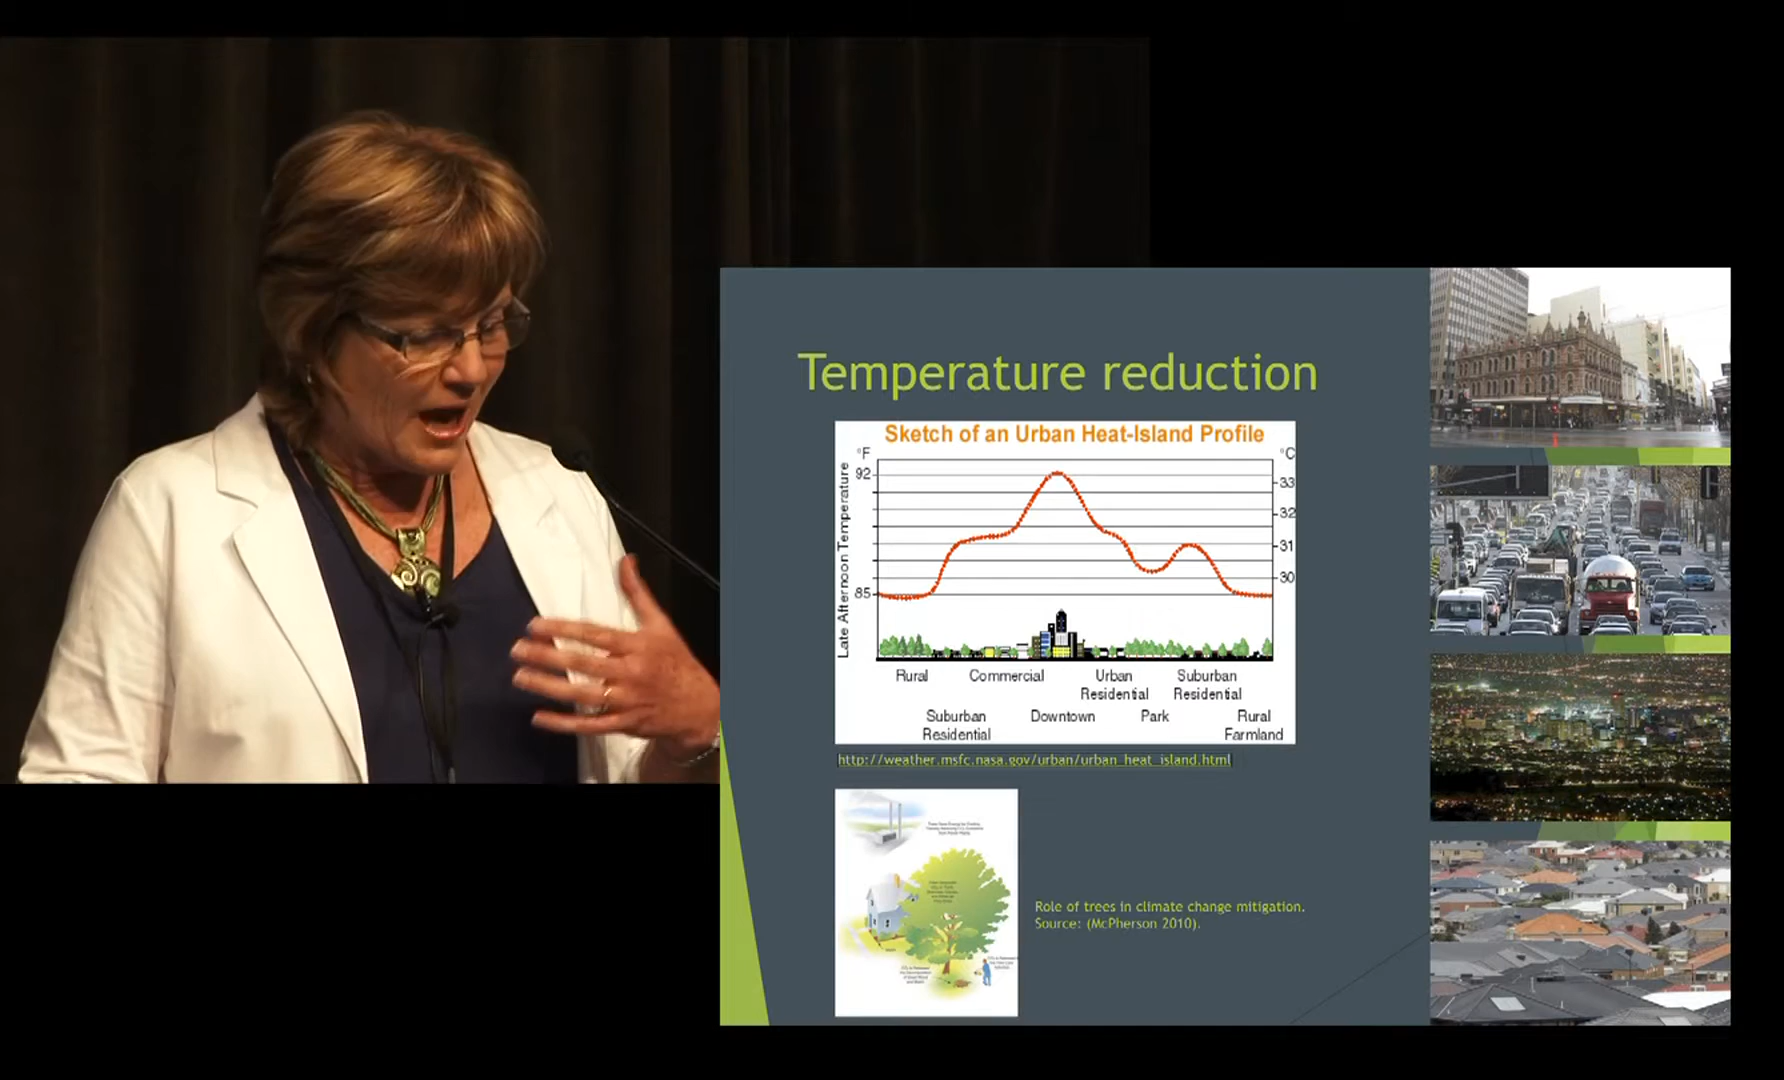 Temperature reduction
Sketch of an Urban Heat-Island Profile
°F
°C
92
85
33
32
31
30
Late Afternoon Temperature
Rural
Commercial
Urban
Residential
Suburban
Residential
Suburban
Residential
Downtown
Park
Rural
Farmland
http://weather.msfc.nasa.gov/urban/urban_heat_island.html
Role of trees in climate change mitigation.
Source: (McPherson 2010).